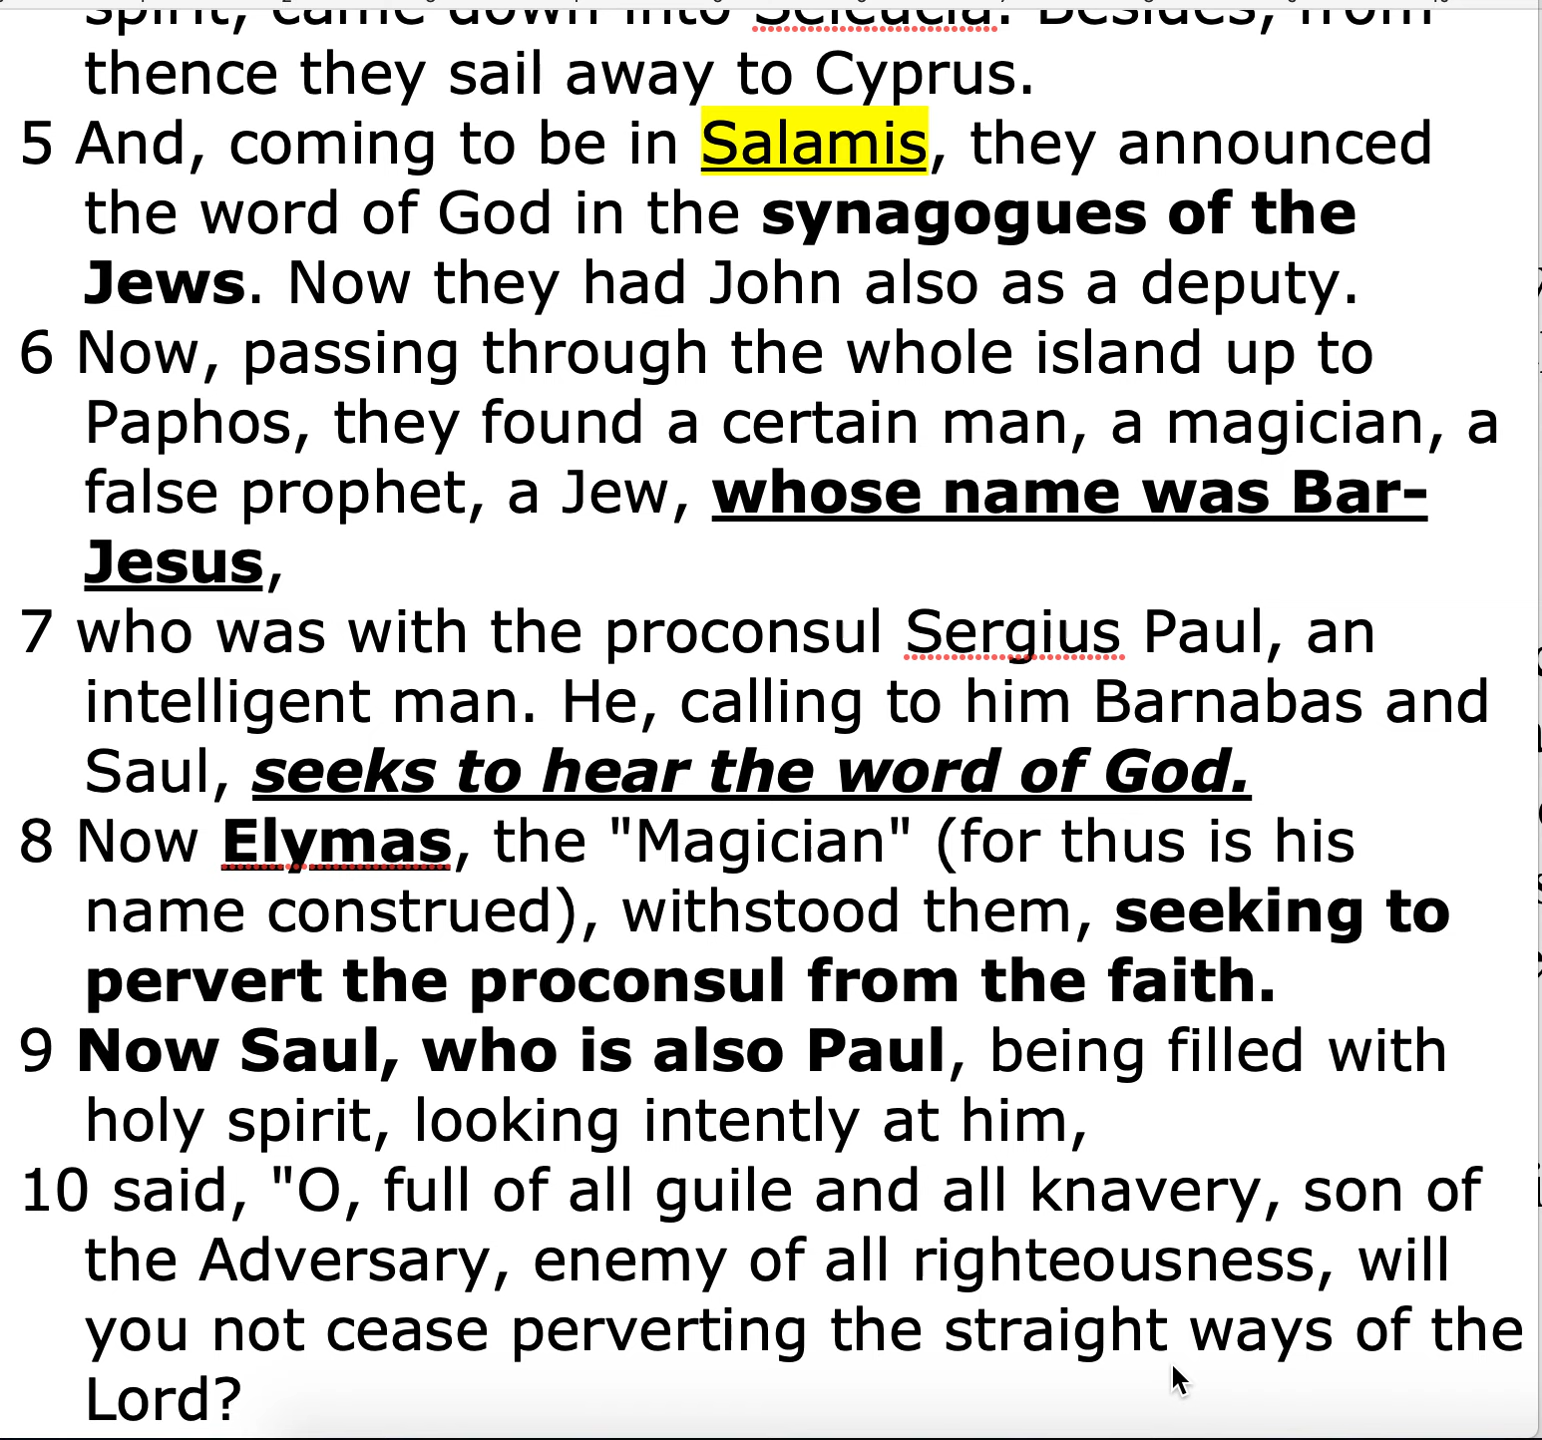 spirit, came down into Seleucia. Besides, from
thence they sail away to Cyprus.
5 And, coming to be in Salamis, they announced
the word of God in the synagogues of the
Jews. Now they had John also as a deputy.
6 Now, passing through the whole island up to
Paphos, they found a certain man, a magician, a
false prophet, a Jew, whose name was Bar-
Jesus,
7 who was with the proconsul Sergius Paul, an
intelligent man. He, calling to him Barnabas and
Saul, seeks to hear the word of God.
8 Now Elymas, the "Magician" (for thus is his
name construed), withstood them, seeking to
pervert the proconsul from the faith.
9 Now Saul, who is also Paul, being filled with
holy spirit, looking intently at him,
10 said, "O, full of all guile and all knavery, son of
the Adversary, enemy of all righteousness, will
you not cease perverting the straight ways of the
Lord?